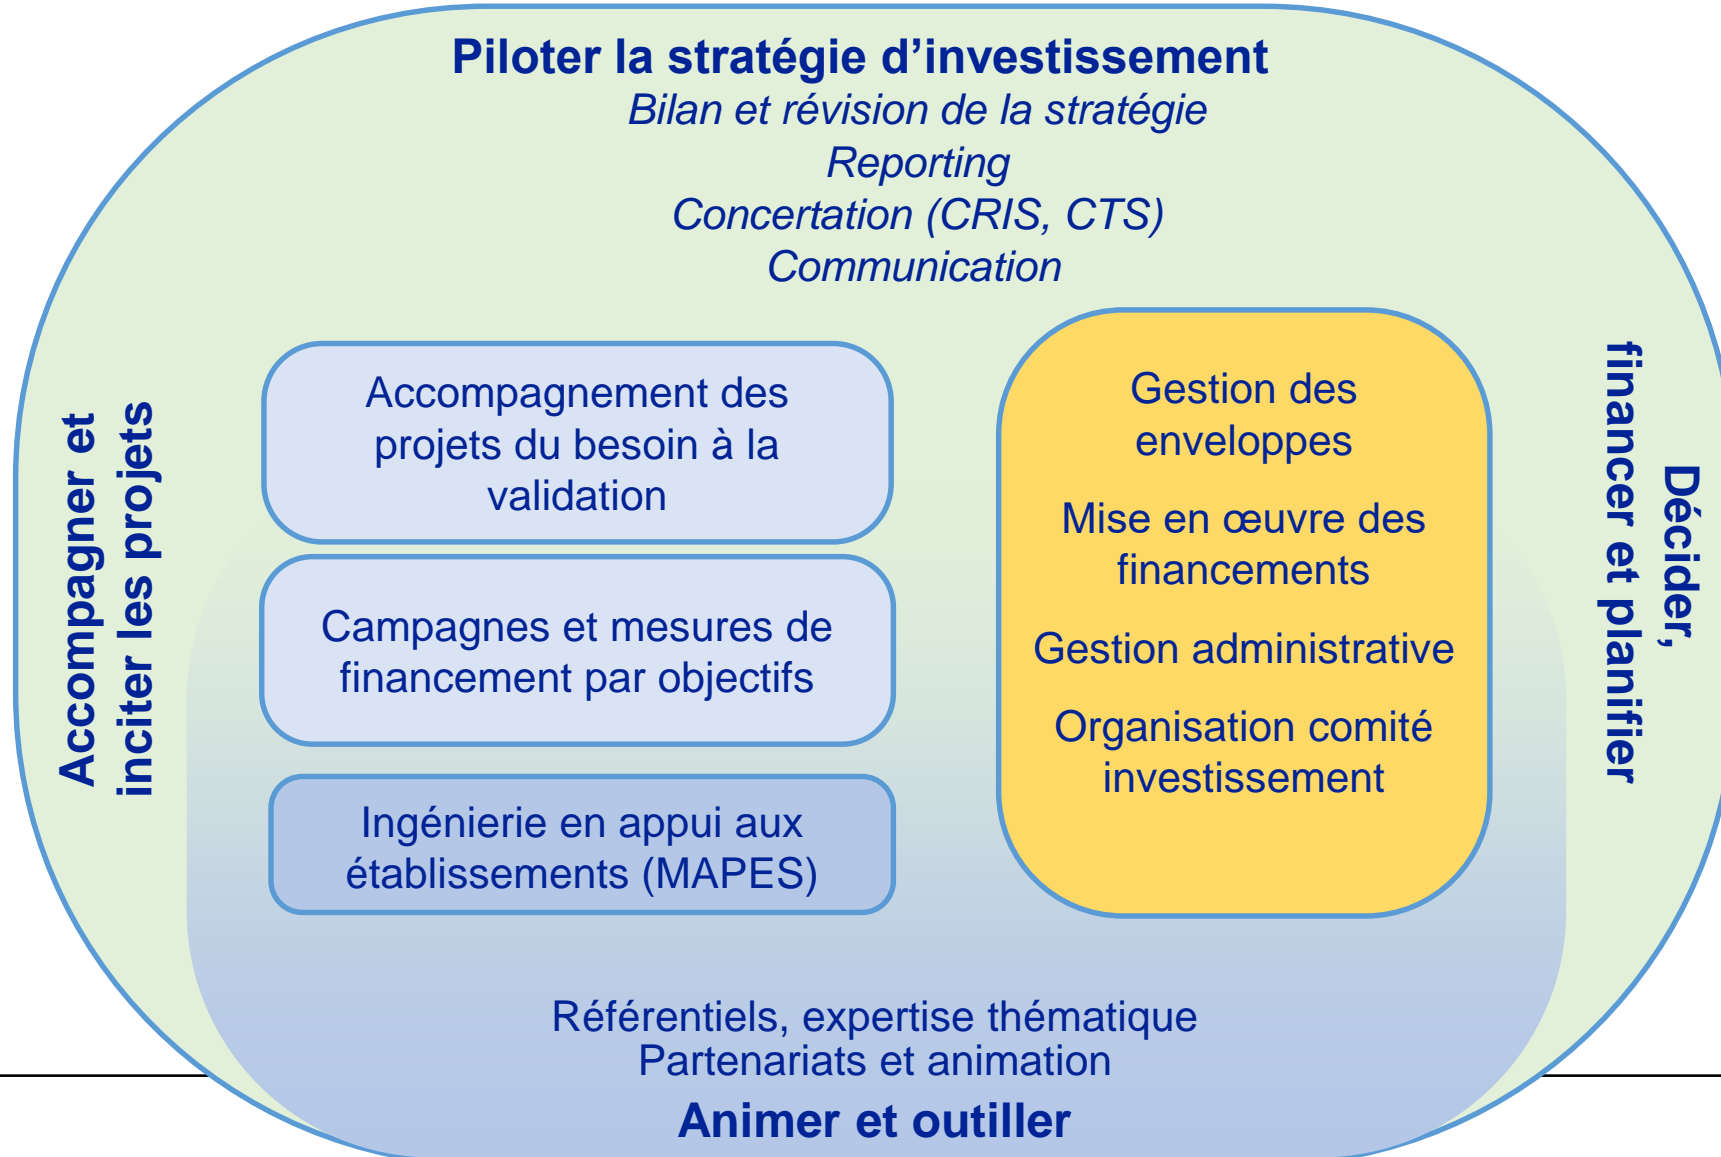 Piloter la stratégie d’investissement
Bilan et révision de la stratégie
Reporting
Concertation (CRIS, CTS)
Communication
Accompagner et
inciter les projets
Accompagnement des
projets du besoin à la
validation
Campagnes et mesures de
financement par objectifs
Ingénierie en appui aux
établissements (MAPES)
Gestion des
enveloppes
Mise en œuvre des
financements
Gestion administrative
Organisation comité
investissement
Décider,
financer et planifier
Référentiels, expertise thématique
Partenariats et animation
Animer et outiller